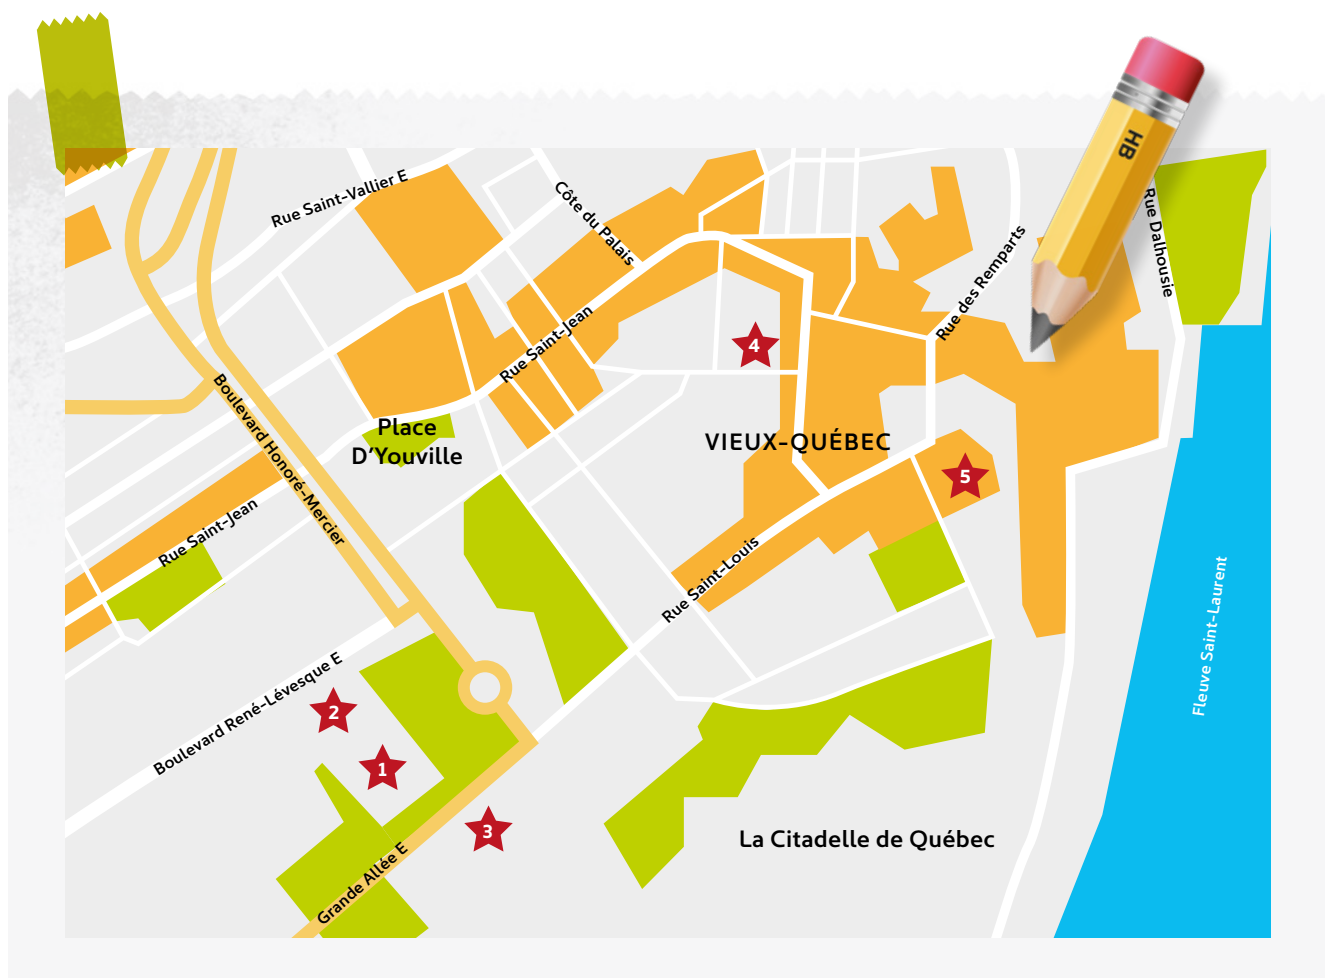 HB
Rue Saint-Vallier E
Côte du Palais
Rue Dalhousie
Rue des Remparts
Rue Saint-Jean
4
Boulevard Honoré-Mercier
Place
D'Youville
VIEUX-QUÉBEC
5
Rue Saint-Jean
Rue Saint-Louis
Fleuve Saint-Laurent
Boulevard René-Lévesque E
2
1
3
La Citadelle de Québec
Grande Allée E